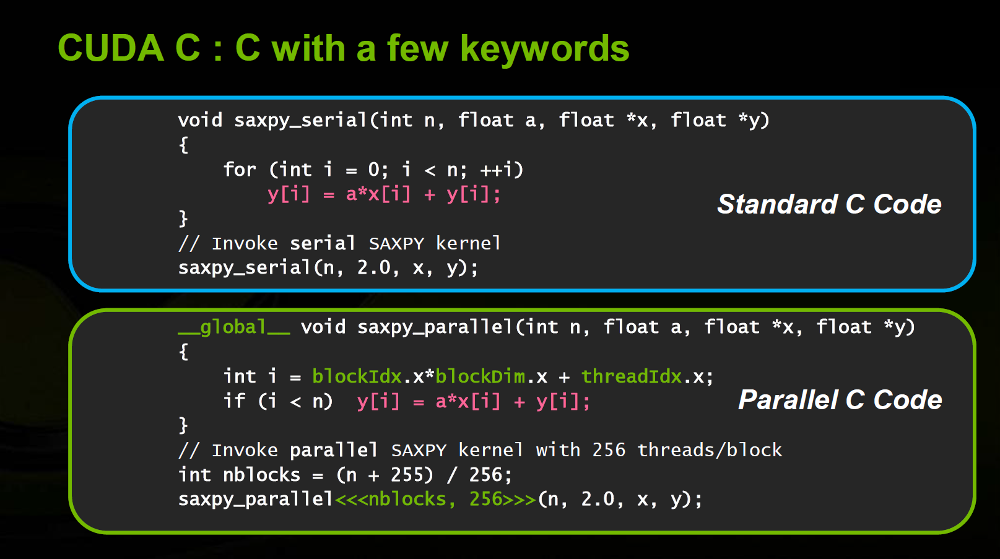 CUDA C : C with a few keywords
void saxpy_serial(int n, float a, float *x, float *y)
{
    for (int i = 0; i < n; ++i)
        y[i] = a*x[i] + y[i];
}
// Invoke serial SAXPY kernel
saxpy_serial(n, 2.0, x, y);
Standard C Code
__global__ void saxpy_parallel(int n, float a, float *x, float *y)
{
    int i = blockIdx.x*blockDim.x + threadIdx.x;
    if (i < n)  y[i] = a*x[i] + y[i];
}
// Invoke parallel SAXPY kernel with 256 threads/block
int nblocks = (n + 255) / 256;
saxpy_parallel<<<nblocks, 256>>>(n, 2.0, x, y);
Parallel C Code